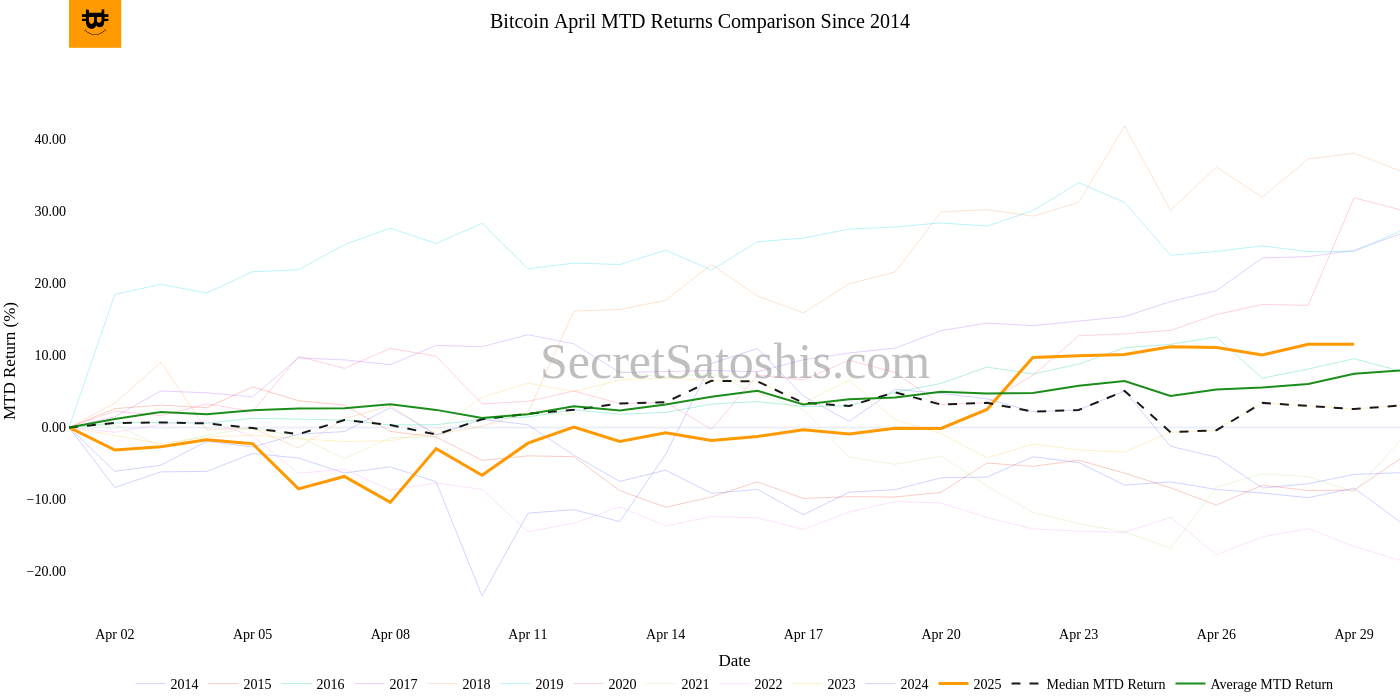 Bitcoin April MTD Returns Comparison Since 2014
40.00
30.00
20.00
10.00
0.00
−10.00
−20.00
MTD Return (%)
SecretSatoshis.com
Apr 02 Apr 05 Apr 08 Apr 11 Apr 14 Apr 17 Apr 20 Apr 23 Apr 26 Apr 29
Date
2014 2015 2016 2017 2018 2019 2020 2021 2022 2023 2024 2025 Median MTD Return Average MTD Return